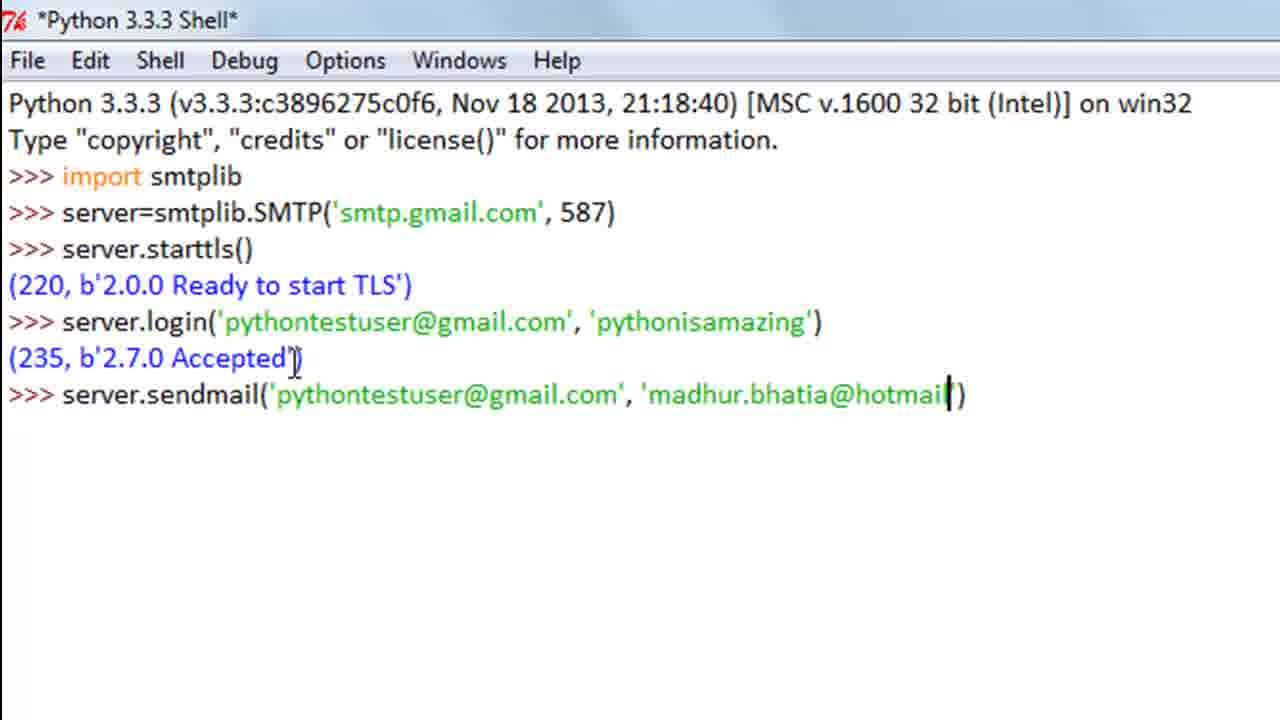 *Python 3.3.3 Shell*
File Edit Shell Debug Options Windows Help
Python 3.3.3 (v3.3.3:c3896275c0f6, Nov 18 2013, 21:18:40) [MSC v.1600 32 bit (Intel)] on win32
Type "copyright", "credits" or "license()" for more information.
>>> import smtplib
>>> server=smtplib.SMTP('smtp.gmail.com', 587)
>>> server.starttls()
(220, b'2.0.0 Ready to start TLS')
>>> server.login('pythontestuser@gmail.com', 'pythonisamazing')
(235, b'2.7.0 Accepted')
>>> server.sendmail('pythontestuser@gmail.com', 'madhur.bhatia@hotmail')